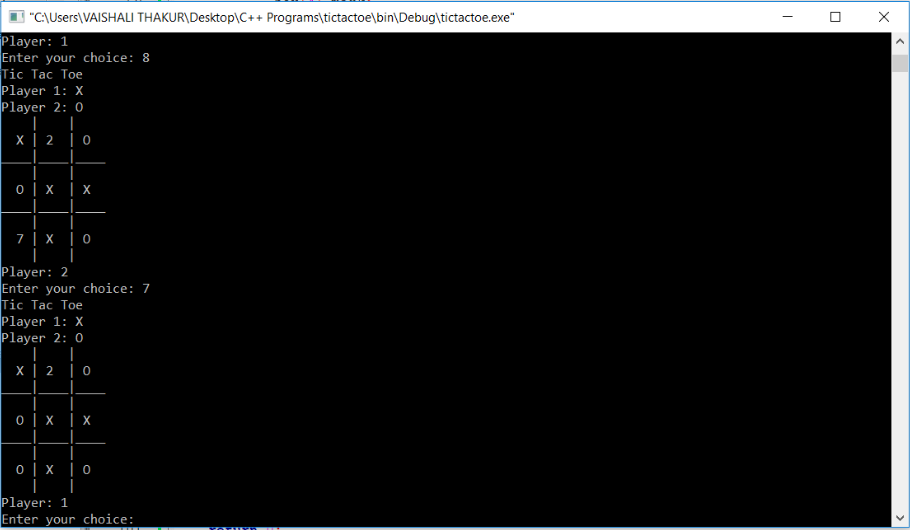 "C:\Users\VAISHALI THAKUR\Desktop\C++ Programs\tictactoe\bin\Debug\tictactoe.exe"
Player: 1
Enter your choice: 8
Tic Tac Toe
Player 1: X
Player 2: O
     |     |
  X  |  2  |  O
_____|_____|_____
     |     |
  O  |  X  |  X
_____|_____|_____
     |     |
  7  |  X  |  O
     |     |
Player: 2
Enter your choice: 7
Tic Tac Toe
Player 1: X
Player 2: O
     |     |
  X  |  2  |  O
_____|_____|_____
     |     |
  O  |  X  |  X
_____|_____|_____
     |     |
  O  |  X  |  O
     |     |
Player: 1
Enter your choice: